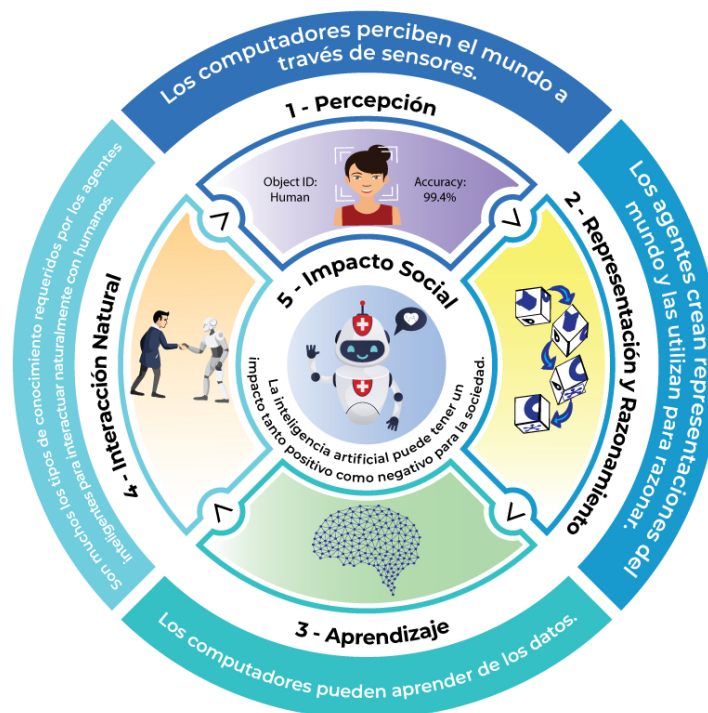 Los computadores perciben el mundo a
través de sensores.
1 - Percepción
Object ID:
Human
Accuracy:
99.4%
Los agentes crean representaciones del
mundo y las utilizan para razonar.
2 - Representación y Razonamiento
3 - Aprendizaje
Los computadores pueden aprender de los datos.
Son muchos los tipos de conocimiento requeridos por los agentes
inteligentes para interactuar naturalmente con humanos.
4 - Interacción Natural
5 - Impacto Social
La inteligencia artificial puede tener un
impacto tanto positivo como negativo para la sociedad.